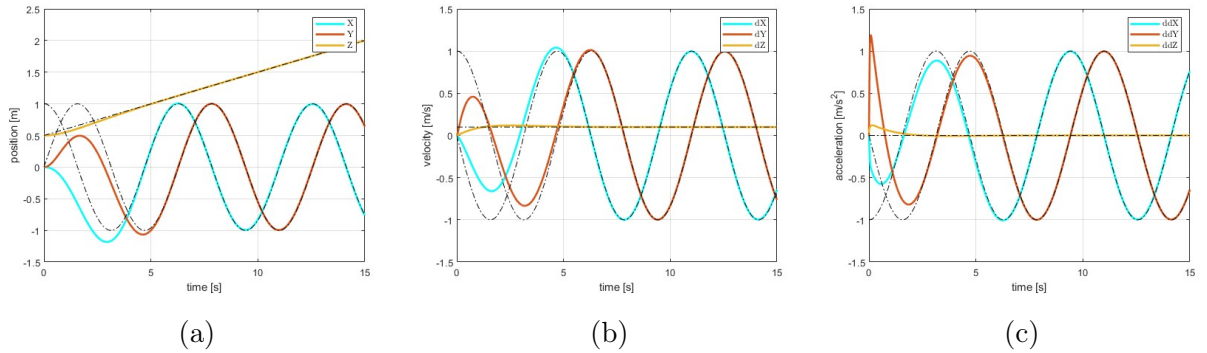 position [m]
2.5
2
1.5
1
0.5
0
-0.5
-1
-1.5
0
5
10
15
time [s]
X
Y
Z
(a)
velocity [m/s]
1.5
1
0.5
0
-0.5
-1
-1.5
0
5
10
15
time [s]
dX
dY
dZ
(b)
acceleration [m/s²]
1.5
1
0.5
0
-0.5
-1
-1.5
0
5
10
15
time [s]
ddX
ddY
ddZ
(c)